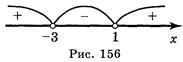 + − +
−3 1 x
Рис. 156